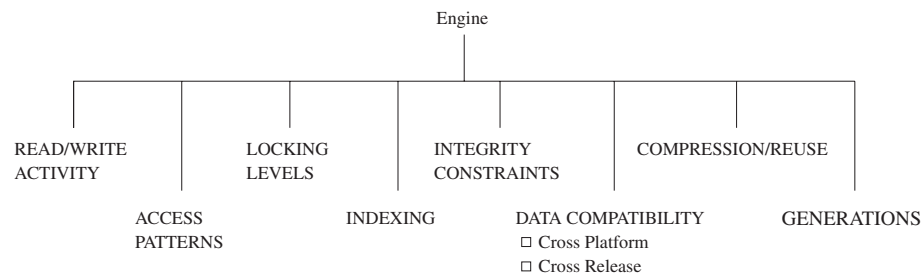 Engine
READ/WRITE
ACTIVITY
LOCKING
LEVELS
INTEGRITY
CONSTRAINTS
COMPRESSION/REUSE
ACCESS
PATTERNS
INDEXING
DATA COMPATIBILITY
□ Cross Platform
□ Cross Release
GENERATIONS